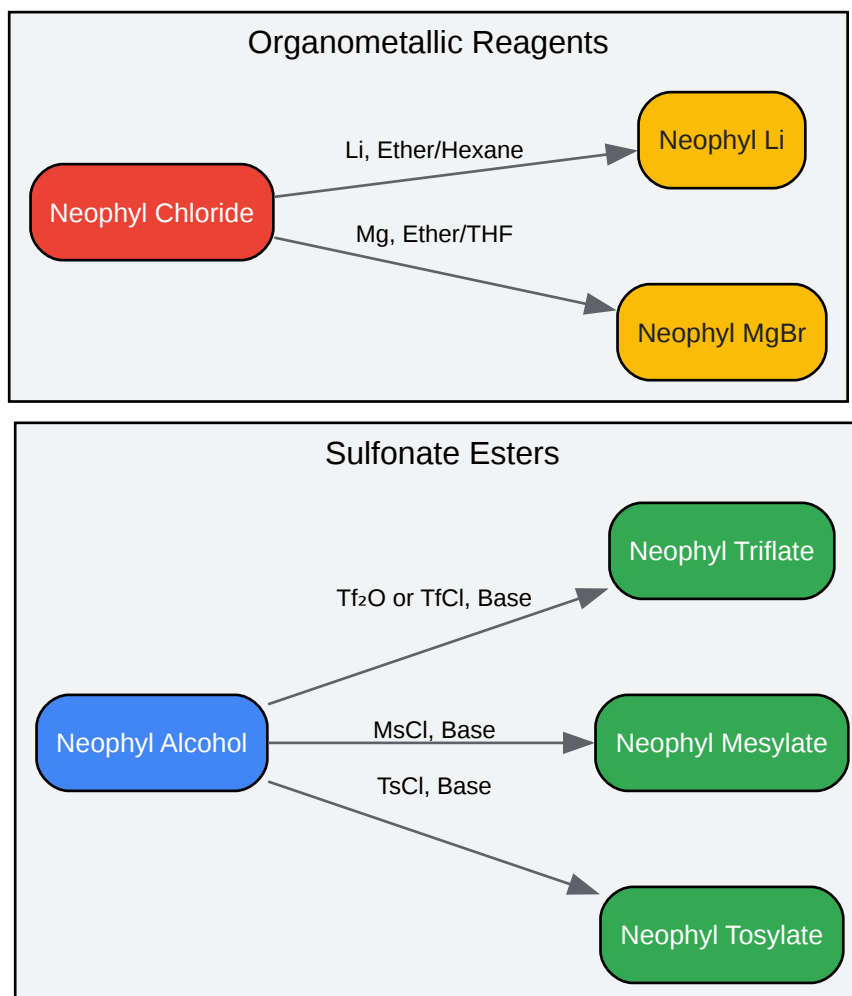 Organometallic Reagents
Neophyl Chloride
Li, Ether/Hexane
Neophyl Li
Mg, Ether/THF
Neophyl MgBr
Sulfonate Esters
Neophyl Alcohol
Tf₂O or TfCl, Base
Neophyl Triflate
MsCl, Base
Neophyl Mesylate
TsCl, Base
Neophyl Tosylate